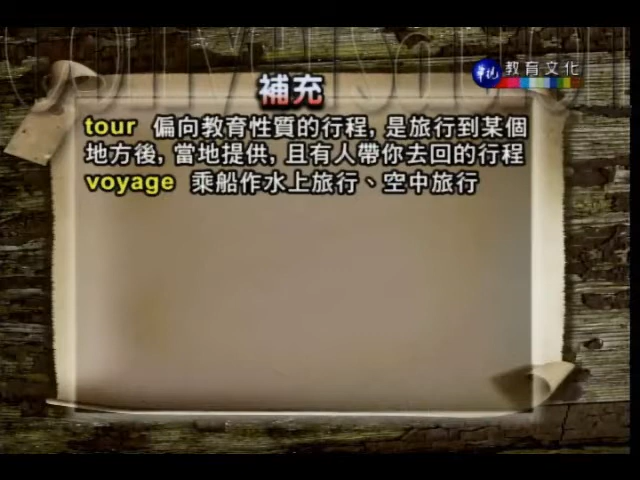 華視 教育文化
補充
tour 偏向教育性質的行程, 是旅行到某個
地方後, 當地提供, 且有人帶你去回的行程
voyage 乘船作水上旅行、空中旅行